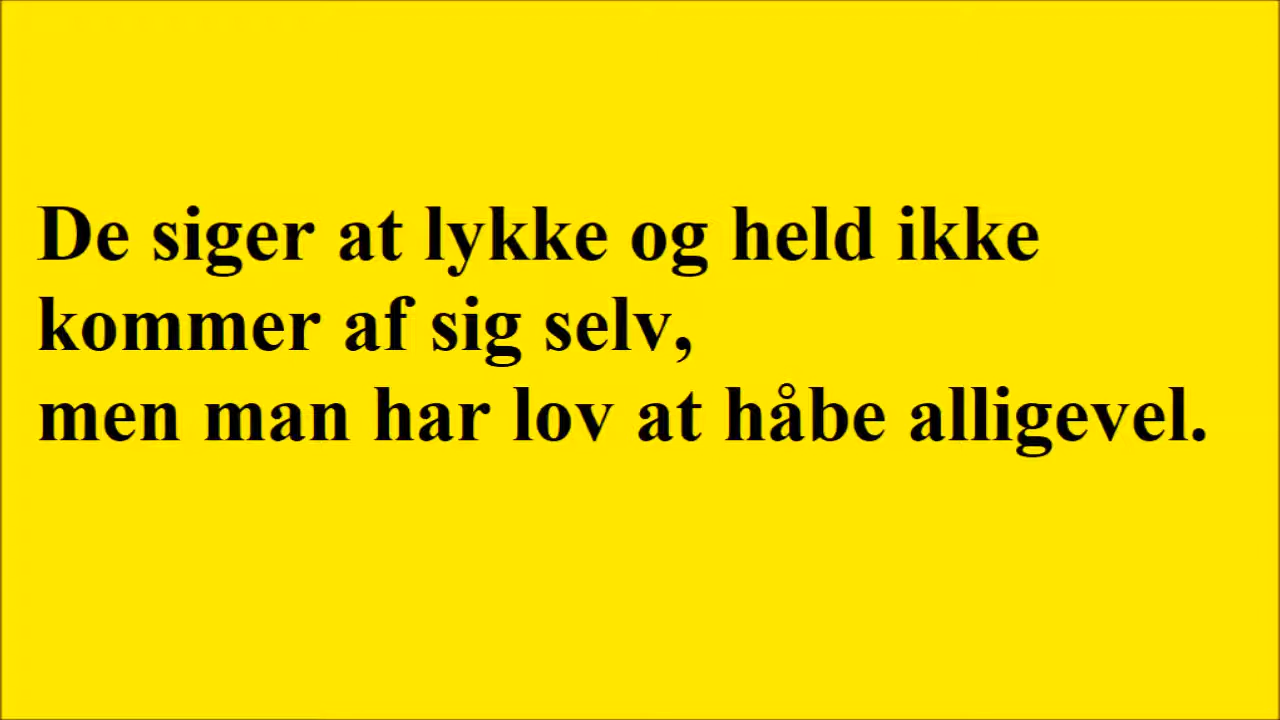 De siger at lykke og held ikke
kommer af sig selv,
men man har lov at håbe alligevel.